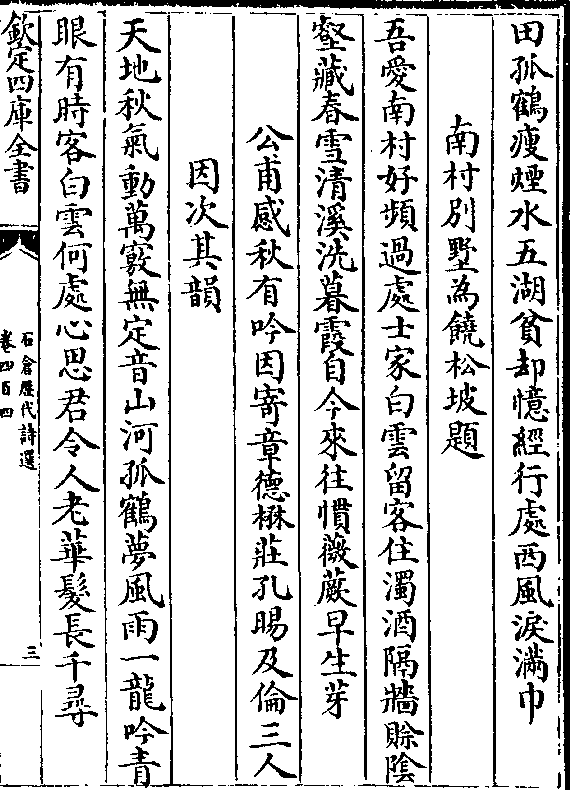 田孤鶴瘦煙水五湖貧却憶經行處西風淚滿巾
南村別墅為饒松坡題
吾愛南村好頻過處士家白雲留客住濁酒隔牆賒陰
壑藏春雪清溪洗暮霞自今來往慣薇蕨早生芽
公甫感秋有吟因寄章德楙莊孔暘及倫三人
因次其韻
天地秋氣動萬竅無定音山河孤鶴夢風雨一龍吟青
眼有時客白雲何處心思君令人老華髮長千尋
欽定四庫全書
石倉歷代詩選
卷四百四
三